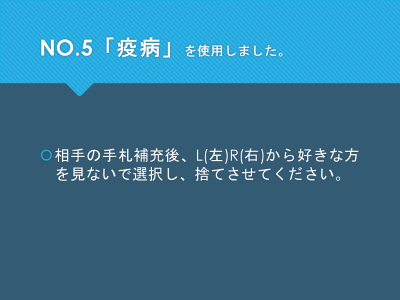 NO.5「疫病」を使用しました。
相手の手札補充後、L(左)R(右)から好きな方
を見ないで選択し、捨てさせてください。